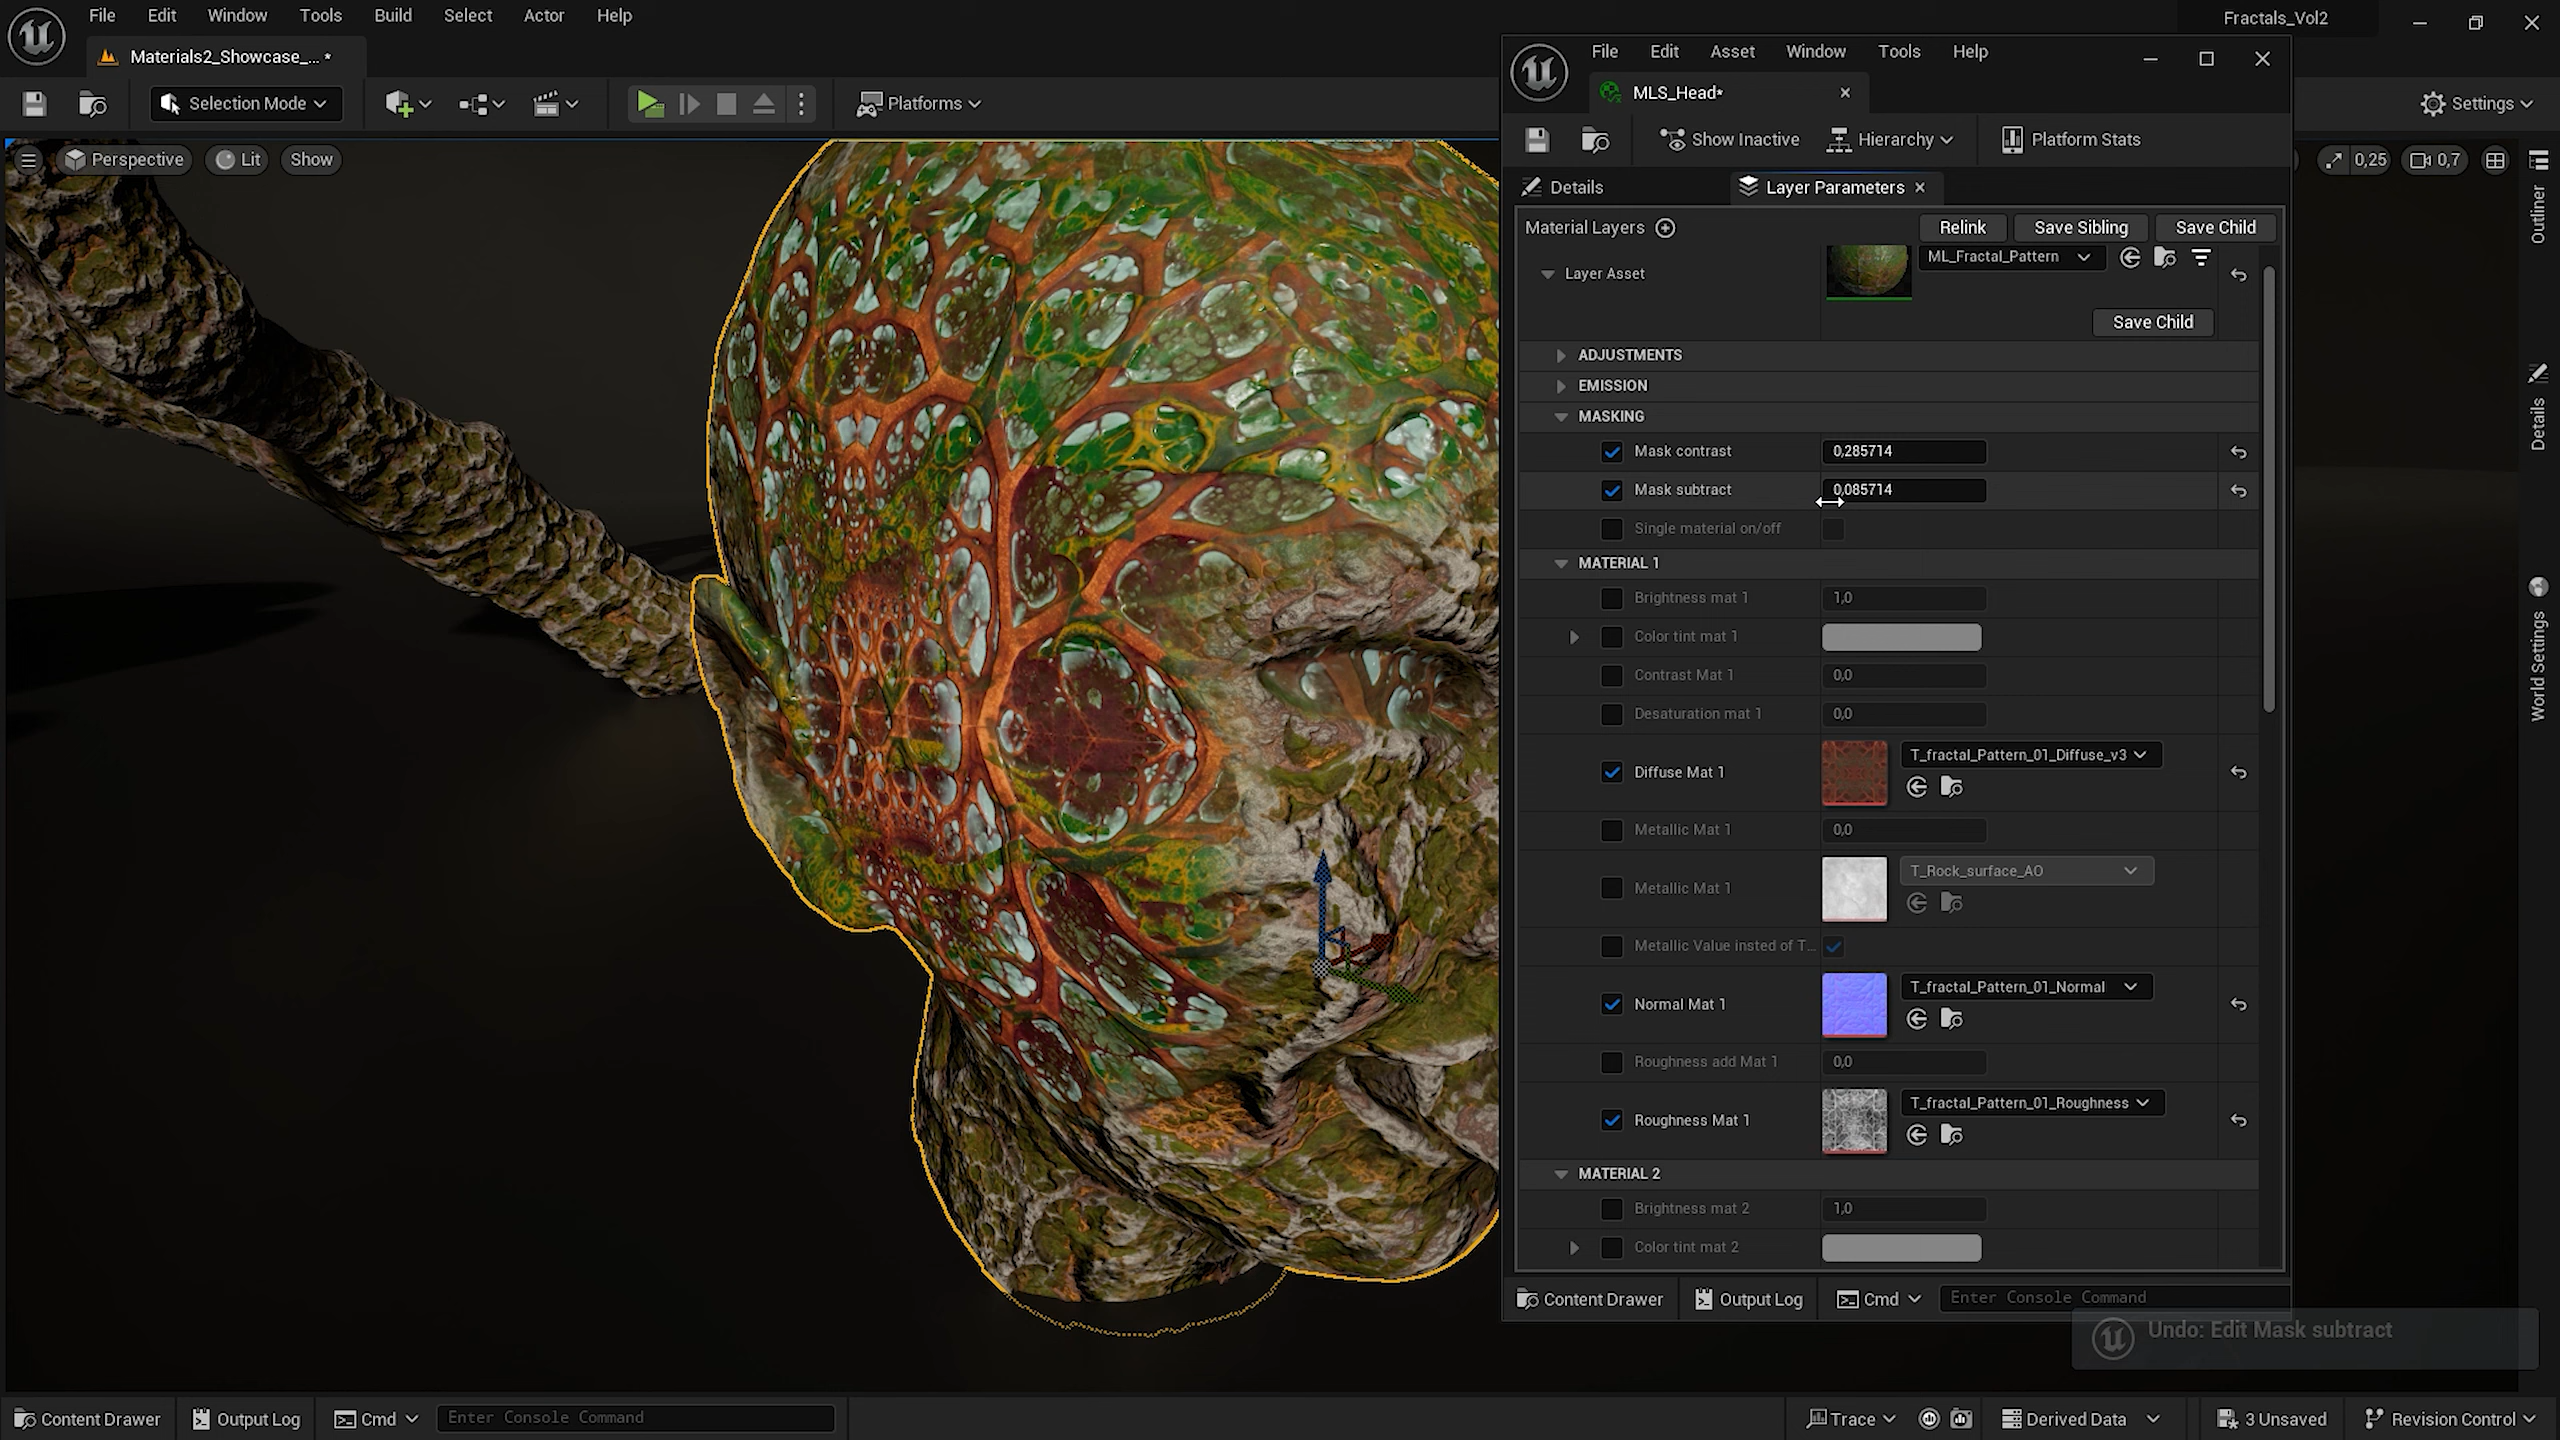 File Edit Window Tools Build Select Actor Help
Fractals_Vol2
Materials2_Showcase_... *
Selection Mode
Platforms
Settings
Perspective
Lit
Show
0,25
0,7
Outliner
Details
World Settings
File Edit Asset Window Tools Help
MLS_Head*
Show Inactive
Hierarchy
Platform Stats
Details
Layer Parameters
Material Layers
Relink
Save Sibling
Save Child
Layer Asset
ML_Fractal_Pattern
Save Child
ADJUSTMENTS
EMISSION
MASKING
Mask contrast 0,285714
Mask subtract 0,085714
Single material on/off
MATERIAL 1
Brightness mat 1 1,0
Color tint mat 1
Contrast Mat 1 0,0
Desaturation mat 1 0,0
Diffuse Mat 1 T_fractal_Pattern_01_Diffuse_v3
Metallic Mat 1 0,0
Metallic Mat 1 T_Rock_surface_AO
Metallic Value insted of T...
Normal Mat 1 T_fractal_Pattern_01_Normal
Roughness add Mat 1 0,0
Roughness Mat 1 T_fractal_Pattern_01_Roughness
MATERIAL 2
Brightness mat 2 1,0
Color tint mat 2
Content Drawer Output Log Cmd Enter Console Command
Undo: Edit Mask subtract
Content Drawer Output Log Cmd Enter Console Command
Trace Derived Data 3 Unsaved Revision Control